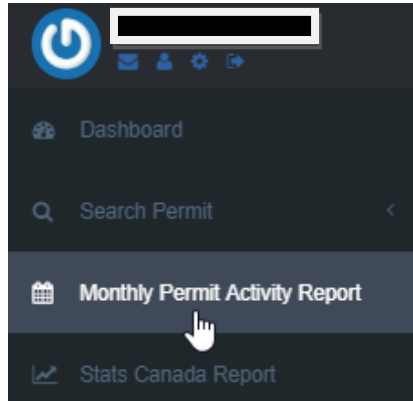 Dashboard
Search Permit
Monthly Permit Activity Report
Stats Canada Report